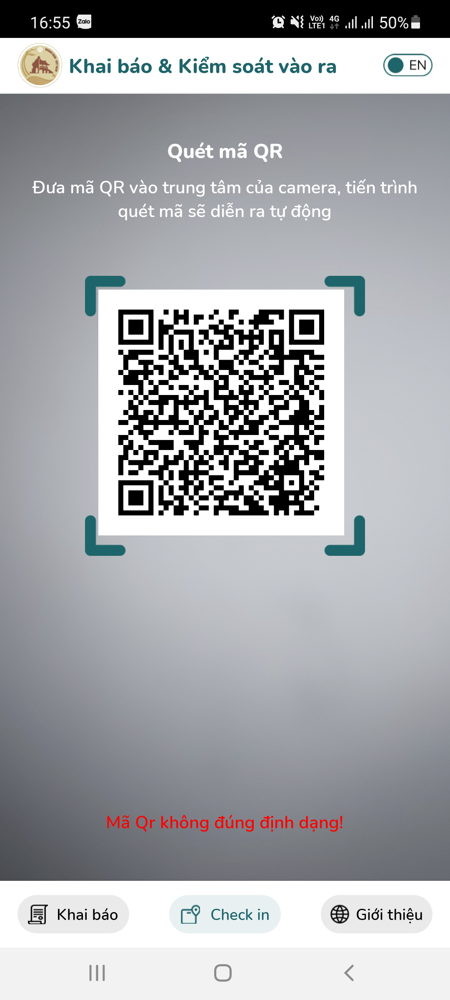 16:55 Zalo Vo)) LTE1 4G 50%
Khai báo & Kiểm soát vào ra
EN
Quét mã QR
Đưa mã QR vào trung tâm của camera, tiến trình
quét mã sẽ diễn ra tự động
Mã Qr không đúng định dạng!
Khai báo
Check in
Giới thiệu